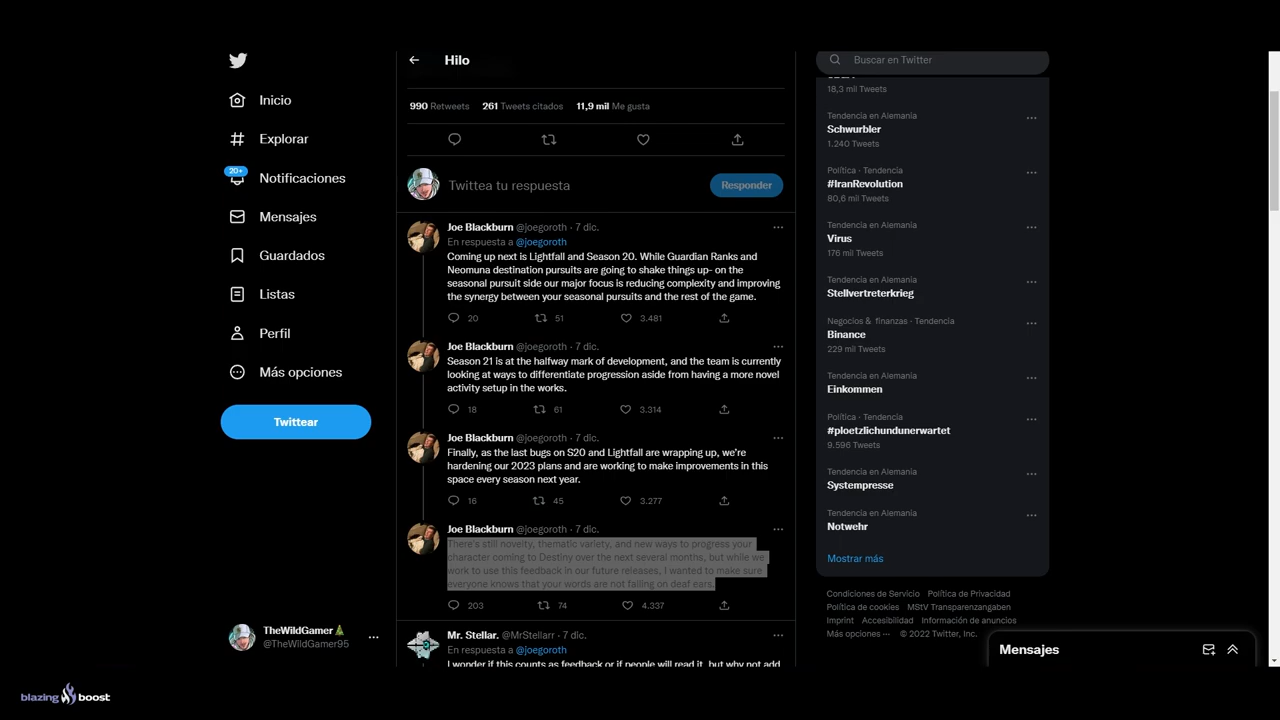 Inicio
Explorar
20+
Notificaciones
Mensajes
Guardados
Listas
Perfil
Más opciones
Twittear
TheWildGamer🎄
@TheWildGamer95
Hilo
990 Retweets 261 Tweets citados 11,9 mil Me gusta
Twittea tu respuesta
Responder
Joe Blackburn @joegoroth · 7 dic.
En respuesta a @joegoroth
Coming up next is Lightfall and Season 20. While Guardian Ranks and
Neomuna destination pursuits are going to shake things up- on the
seasonal pursuit side our major focus is reducing complexity and improving
the synergy between your seasonal pursuits and the rest of the game.
20 51 3.481
Joe Blackburn @joegoroth · 7 dic.
Season 21 is at the halfway mark of development, and the team is currently
looking at ways to differentiate progression aside from having a more novel
activity setup in the works.
18 61 3.314
Joe Blackburn @joegoroth · 7 dic.
Finally, as the last bugs on S20 and Lightfall are wrapping up, we're
hardening our 2023 plans and are working to make improvements in this
space every season next year.
16 45 3.277
Joe Blackburn @joegoroth · 7 dic.
There's still novelty, thematic variety, and new ways to progress your
character coming to Destiny over the next several months, but while we
work to use this feedback in our future releases, I wanted to make sure
everyone knows that your words are not falling on deaf ears.
203 74 4.337
Mr. Stellar. @MrStellarr · 7 dic.
En respuesta a @joegoroth
I wonder if this counts as feedback or if people will read it, but why not add
Buscar en Twitter
18,3 mil Tweets
Tendencia en Alemania
Schwurbler
1.240 Tweets
Política · Tendencia
#IranRevolution
80,6 mil Tweets
Tendencia en Alemania
Virus
176 mil Tweets
Tendencia en Alemania
Stellvertreterkrieg
Negocios & finanzas · Tendencia
Binance
229 mil Tweets
Tendencia en Alemania
Einkommen
Política · Tendencia
#ploetzlichundunerwartet
9.596 Tweets
Tendencia en Alemania
Systempresse
Tendencia en Alemania
Notwehr
Mostrar más
Condiciones de Servicio Política de Privacidad
Política de cookies MStV Transparenzangaben
Imprint Accesibilidad Información de anuncios
Más opciones ··· © 2022 Twitter, Inc.
Mensajes
blazing boost